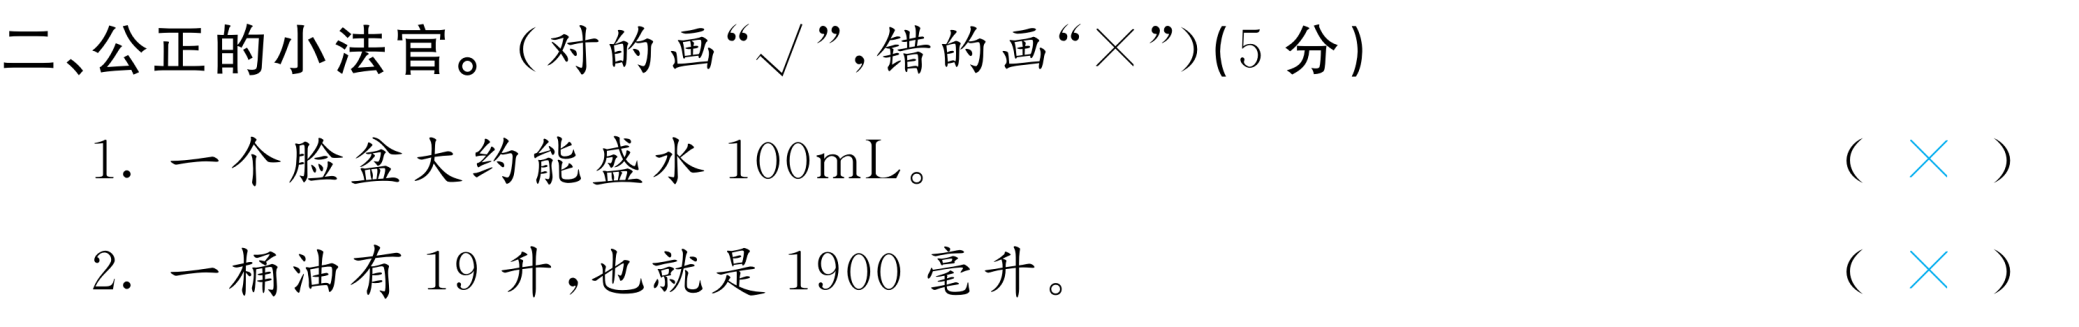 二、公正的小法官。(对的画“√”,错的画“×”)(5 分)
1. 一个脸盆大约能盛水 100mL。 ( × )
2. 一桶油有 19 升,也就是 1900 毫升。 ( × )